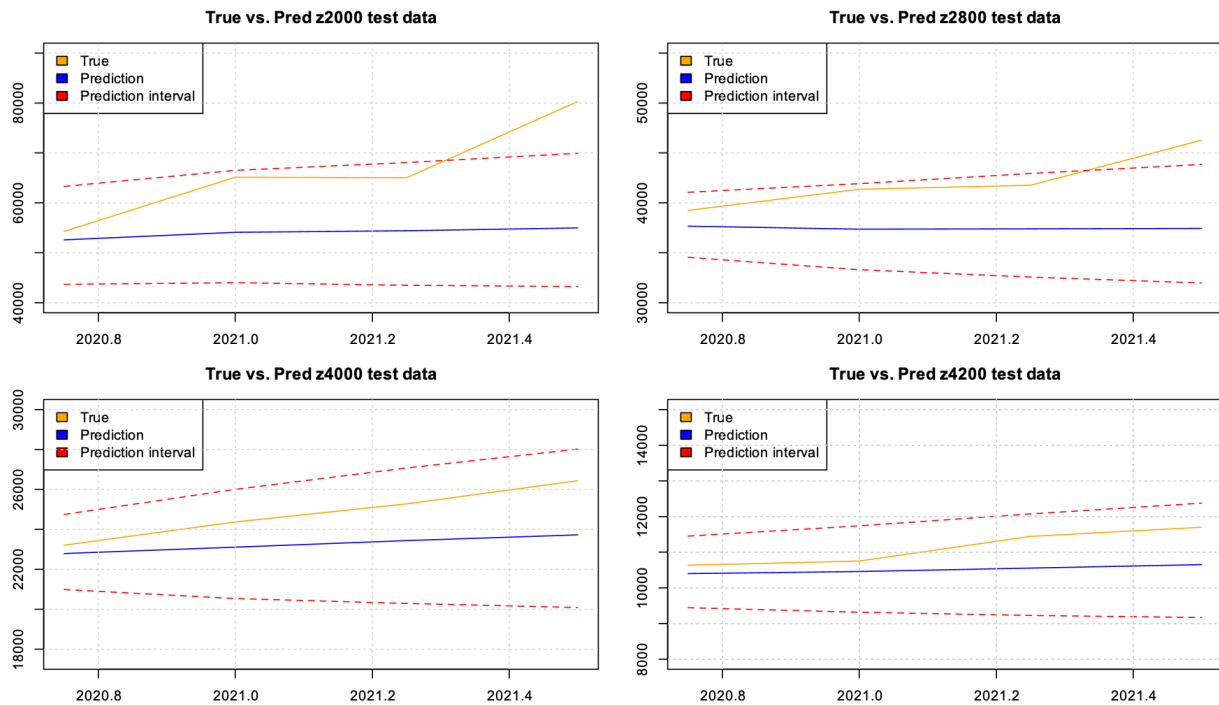 True vs. Pred z2000 test data
True
Prediction
Prediction interval
80000
60000
40000
2020.8 2021.0 2021.2 2021.4
True vs. Pred z2800 test data
True
Prediction
Prediction interval
50000
40000
30000
2020.8 2021.0 2021.2 2021.4
True vs. Pred z4000 test data
True
Prediction
Prediction interval
30000
26000
22000
18000
2020.8 2021.0 2021.2 2021.4
True vs. Pred z4200 test data
True
Prediction
Prediction interval
14000
12000
10000
8000
2020.8 2021.0 2021.2 2021.4